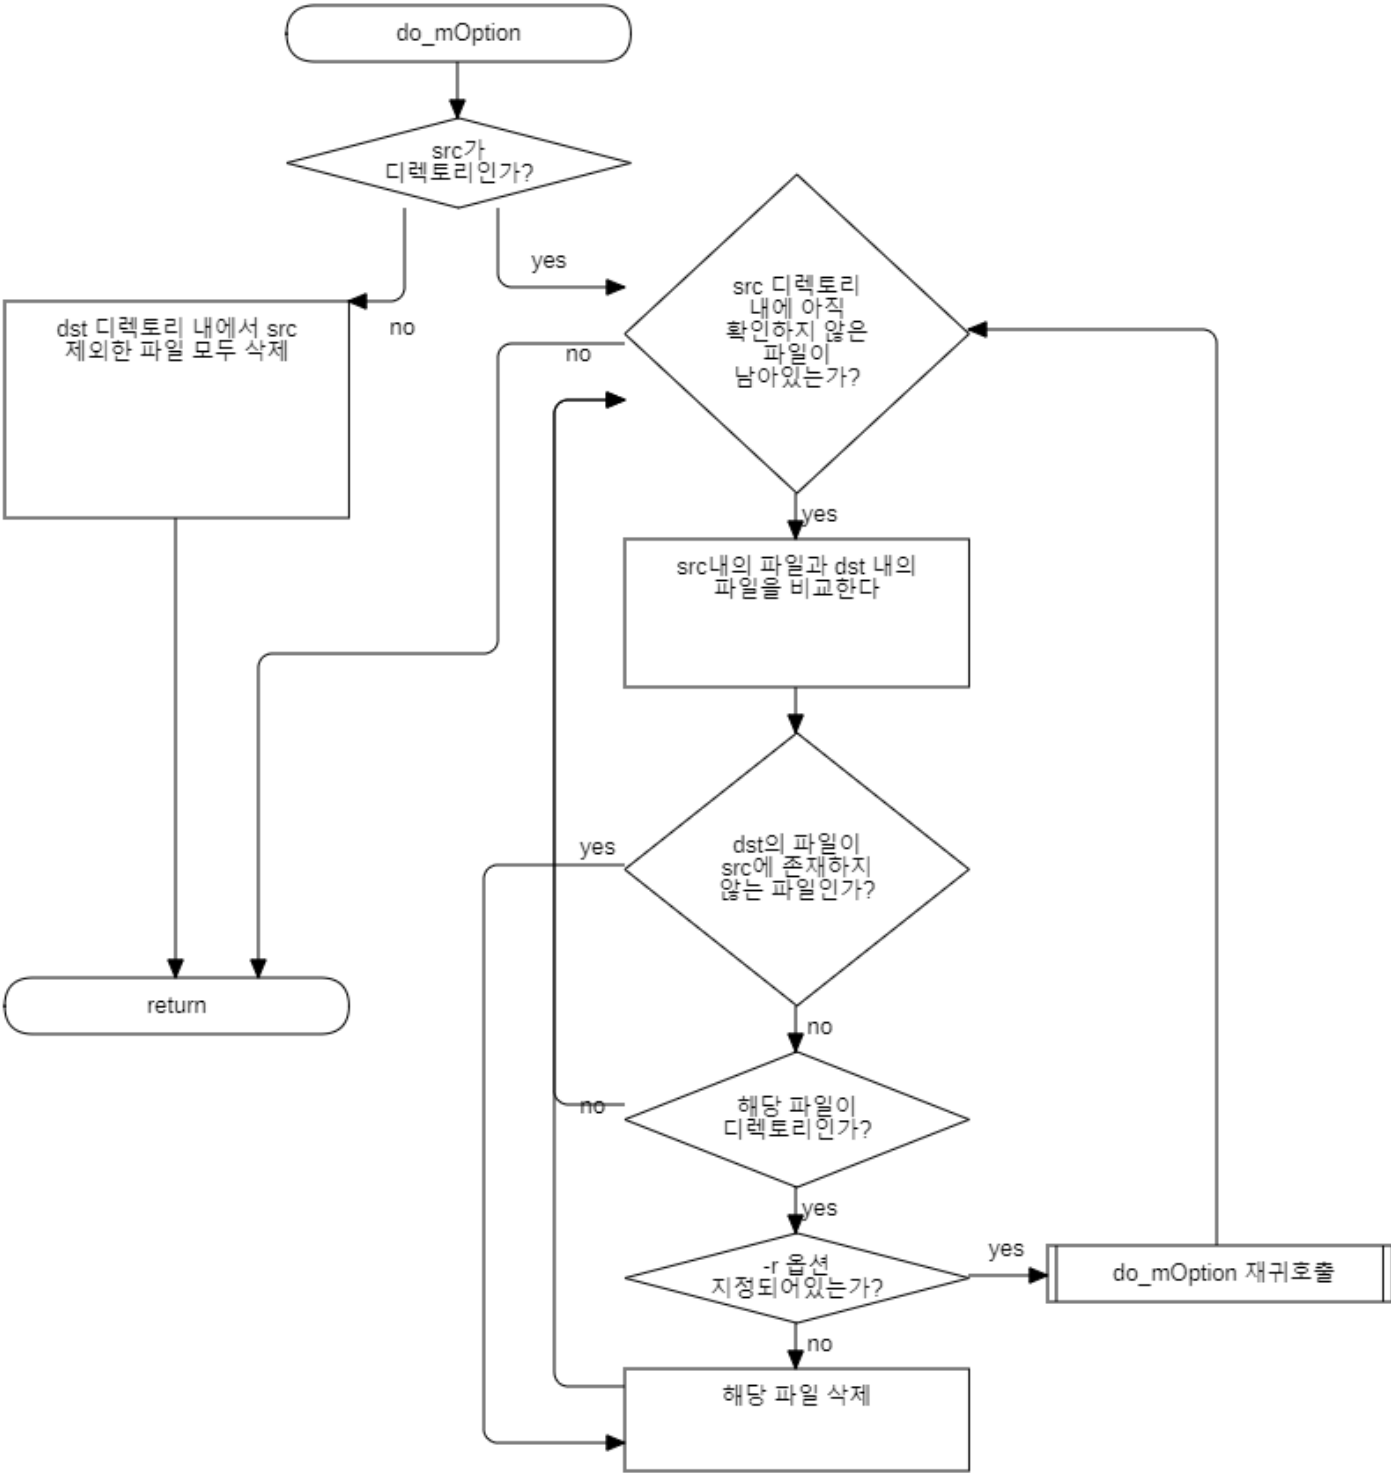 do_mOption
src가
디렉토리인가?
yes
no
dst 디렉토리 내에서 src
제외한 파일 모두 삭제
src 디렉토리
내에 아직
확인하지 않은
파일이
남아있는가?
no
yes
src내의 파일과 dst 내의
파일을 비교한다
dst의 파일이
src에 존재하지
않는 파일인가?
yes
no
return
해당 파일이
디렉토리인가?
no
yes
-r 옵션
지정되어있는가?
yes
do_mOption 재귀호출
no
해당 파일 삭제